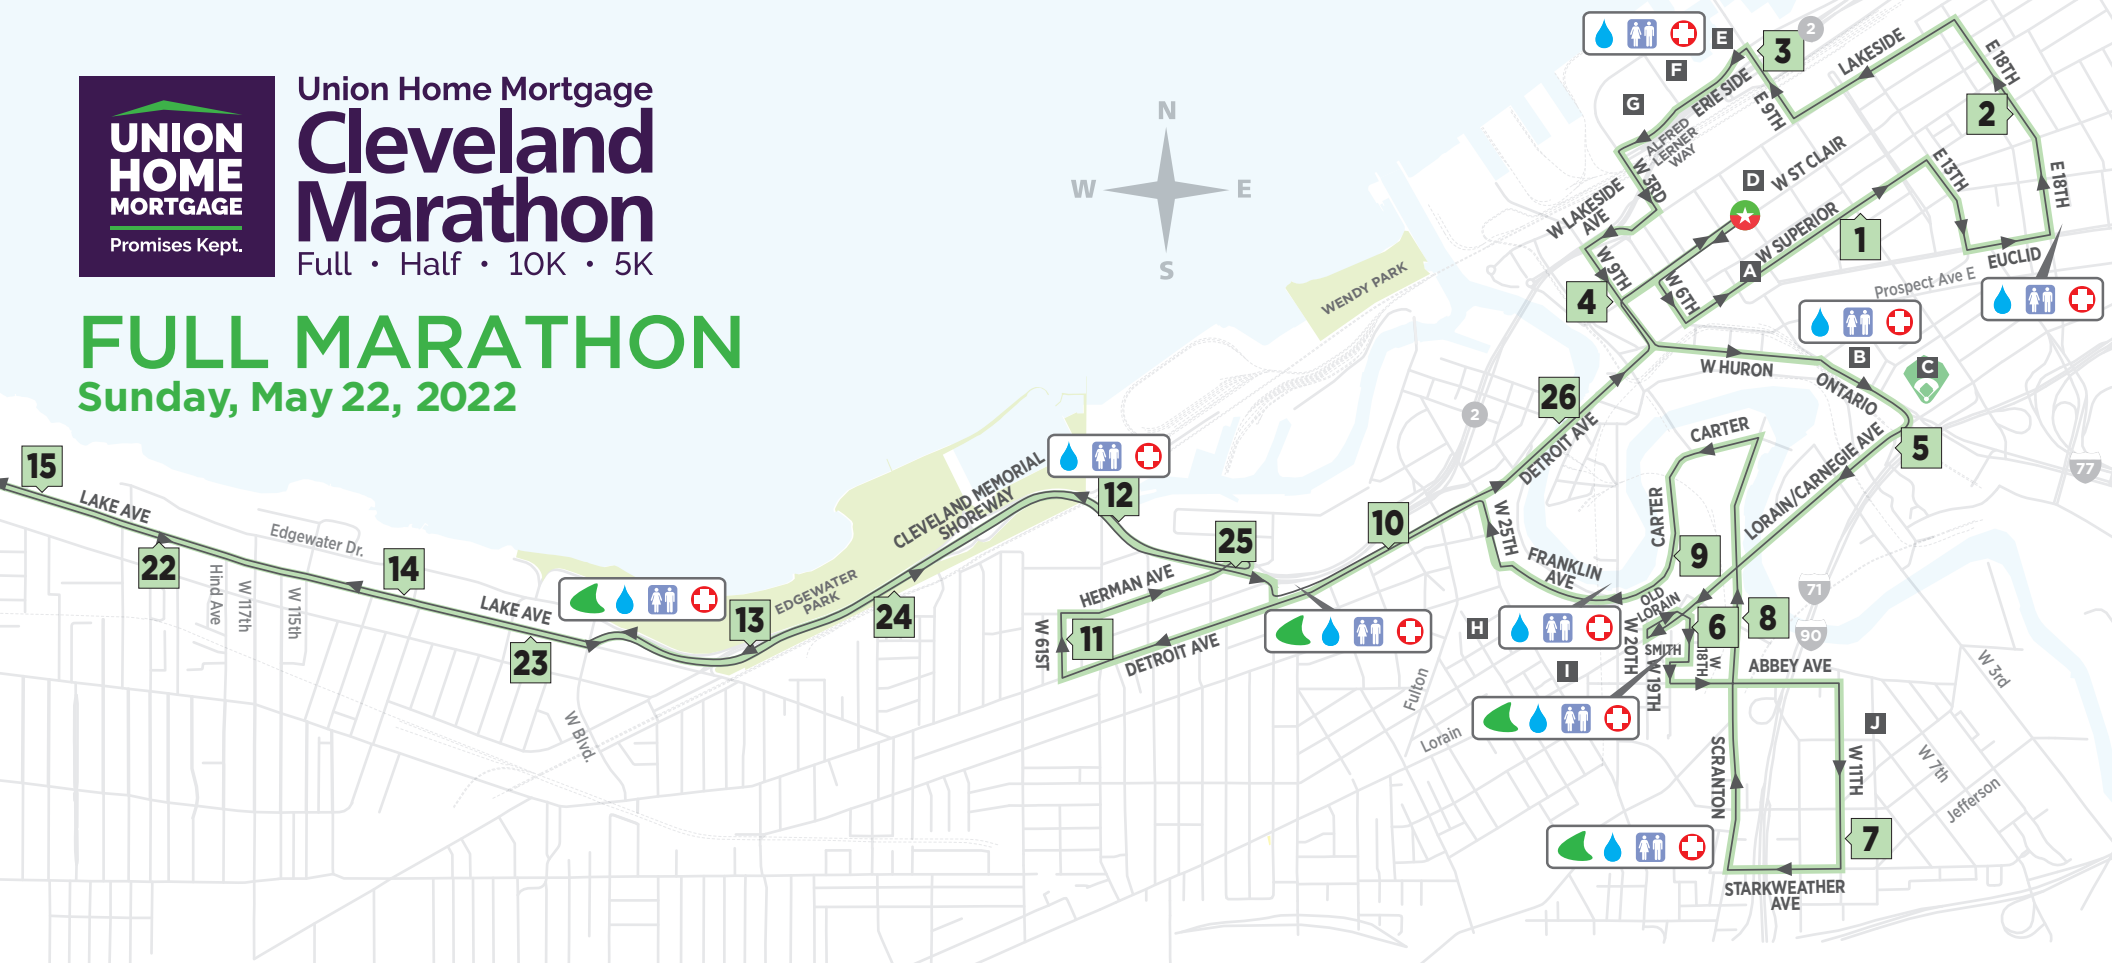 UNION
HOME
MORTGAGE
Promises Kept.
Union Home Mortgage
Cleveland
Marathon
Full • Half • 10K • 5K
FULL MARATHON
Sunday, May 22, 2022
N
W
E
S
WENDY PARK
E
F
G
3
2
LAKESIDE
E 18TH
2
ERIESIDE
E 9TH
ALFRED
LERNER
WAY
W 3RD
W LAKESIDE
AVE
D
W ST CLAIR
E 13TH
E 18TH
W SUPERIOR
1
A
W 9TH
W 6TH
4
EUCLID
Prospect Ave E
B
C
W HURON
ONTARIO
26
2
DETROIT AVE
CARTER
5
77
LORAIN/CARNEGIE AVE
CARTER
15
LAKE AVE
22
Edgewater Dr.
Hird Ave
W 117th
W 115th
14
LAKE AVE
23
13
EDGEWATER
PARK
24
CLEVELAND MEMORIAL
SHOREWAY
12
25
10
W 25TH
FRANKLIN
AVE
9
71
90
HERMAN AVE
W 61ST
11
DETROIT AVE
H
I
OLD
LORAIN
6
8
W 20TH
SMITH
W
18TH
W 19TH
ABBEY AVE
W 3rd
Fulton
Lorain
W Blvd.
J
SCRANTON
W 11TH
W 7th
Jefferson
7
STARKWEATHER
AVE